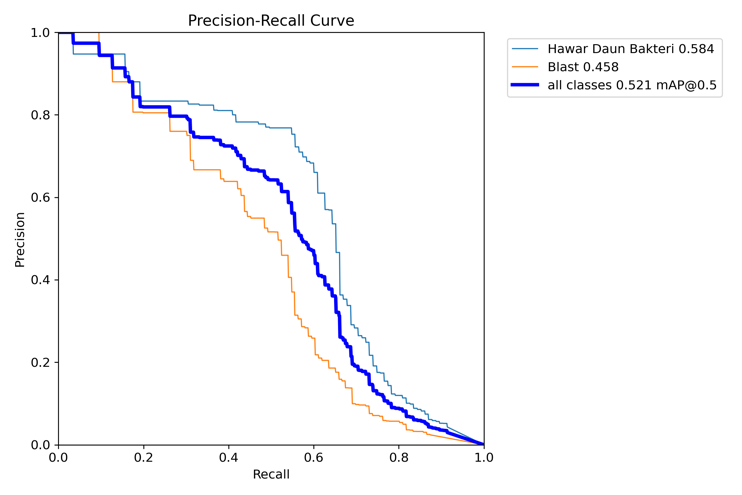 Precision-Recall Curve
Hawar Daun Bakteri 0.584
Blast 0.458
all classes 0.521 mAP@0.5
1.0
0.8
0.6
0.4
0.2
0.0
Precision
0.0 0.2 0.4 0.6 0.8 1.0
Recall